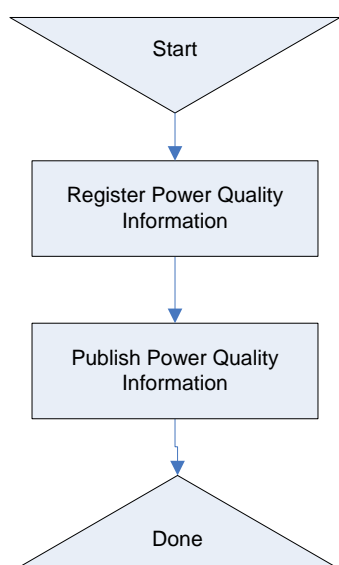 Start
Register Power Quality
Information
Publish Power Quality
Information
Done